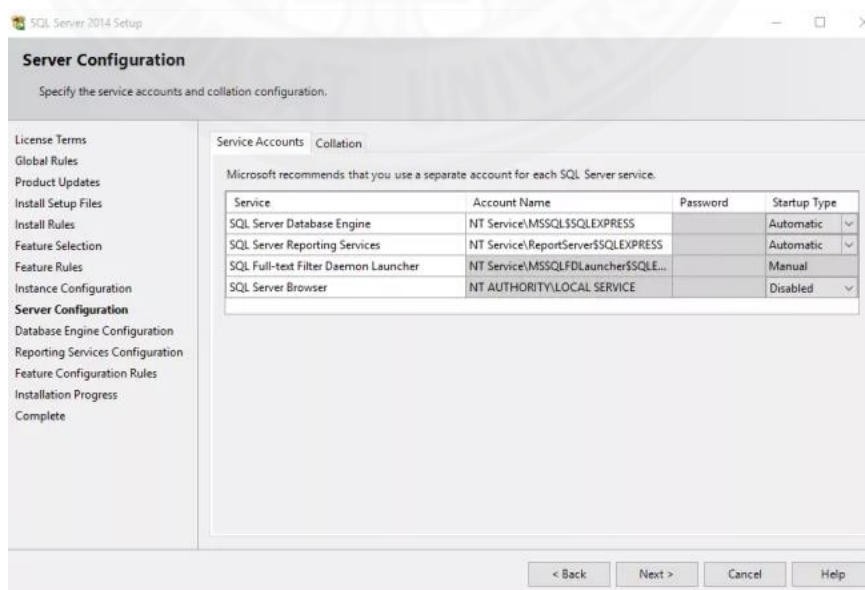 SQL Server 2014 Setup
Server Configuration
Specify the service accounts and collation configuration.
License Terms
Global Rules
Product Updates
Install Setup Files
Install Rules
Feature Selection
Feature Rules
Instance Configuration
Server Configuration
Database Engine Configuration
Reporting Services Configuration
Feature Configuration Rules
Installation Progress
Complete
Service Accounts Collation
Microsoft recommends that you use a separate account for each SQL Server service.
Service Account Name Password Startup Type
SQL Server Database Engine NT Service\MSSQL$SQLEXPRESS Automatic
SQL Server Reporting Services NT Service\ReportServer$SQLEXPRESS Automatic
SQL Full-text Filter Daemon Launcher NT Service\MSSQLFDLauncher$SQLE... Manual
SQL Server Browser NT AUTHORITY\LOCAL SERVICE Disabled
< Back Next > Cancel Help